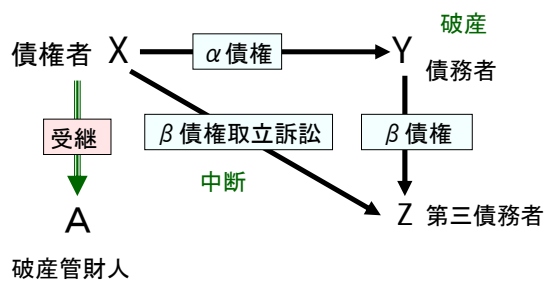 破産
債権者 X
α債権
Y
債務者
受継
β債権取立訴訟
β債権
中断
A
Z 第三債務者
破産管財人